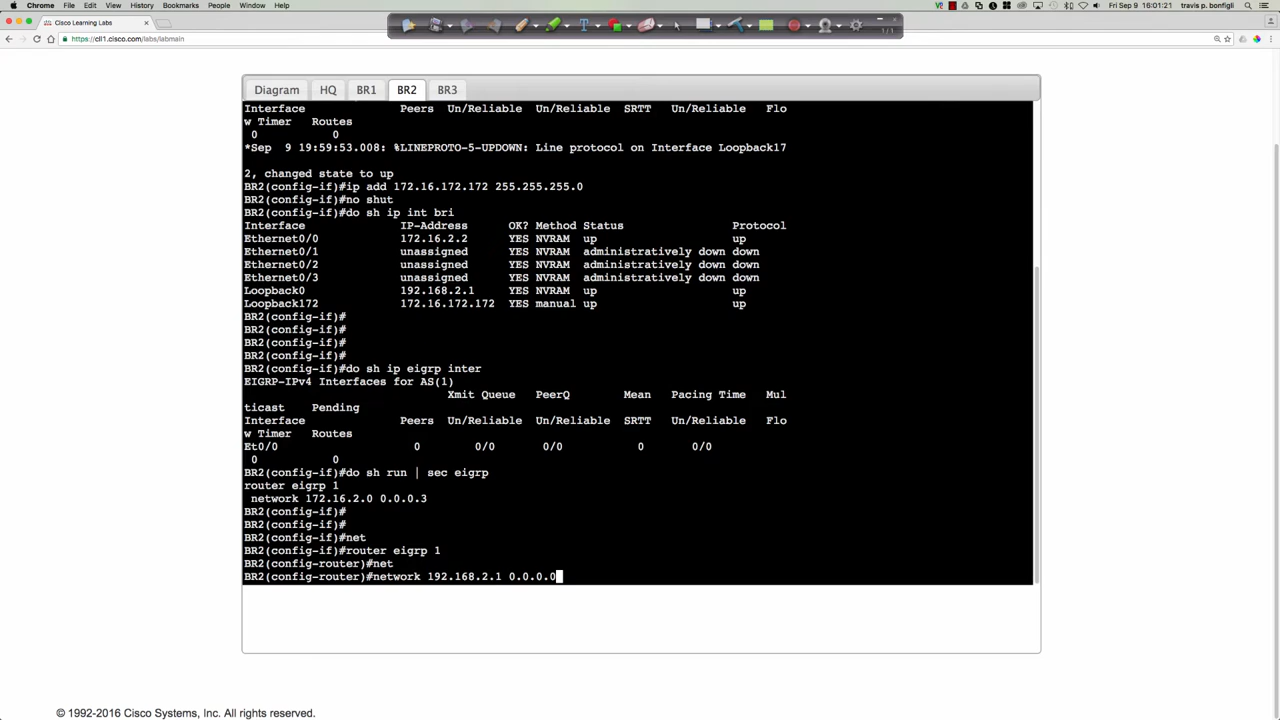 Chrome File Edit View History Bookmarks People Window Help Fri Sep 9 16:01:21 travis p. bonfigli
Cisco Learning Labs
https://cll1.cisco.com/labs/labmain
Diagram HQ BR1 BR2 BR3
Interface Peers Un/Reliable Un/Reliable SRTT Un/Reliable Flo
w Timer Routes
0 0
*Sep 9 19:59:53.008: %LINEPROTO-5-UPDOWN: Line protocol on Interface Loopback17
2, changed state to up
BR2(config-if)#ip add 172.16.172.172 255.255.255.0
BR2(config-if)#no shut
BR2(config-if)#do sh ip int bri
Interface IP-Address OK? Method Status Protocol
Ethernet0/0 172.16.2.2 YES NVRAM up up
Ethernet0/1 unassigned YES NVRAM administratively down down
Ethernet0/2 unassigned YES NVRAM administratively down down
Ethernet0/3 unassigned YES NVRAM administratively down down
Loopback0 192.168.2.1 YES NVRAM up up
Loopback172 172.16.172.172 YES manual up up
BR2(config-if)#
BR2(config-if)#
BR2(config-if)#
BR2(config-if)#
BR2(config-if)#do sh ip eigrp inter
EIGRP-IPv4 Interfaces for AS(1)
Xmit Queue PeerQ Mean Pacing Time Mul
ticast Pending
Interface Peers Un/Reliable Un/Reliable SRTT Un/Reliable Flo
w Timer Routes
Et0/0 0 0/0 0/0 0 0/0
0 0
BR2(config-if)#do sh run | sec eigrp
router eigrp 1
network 172.16.2.0 0.0.0.3
BR2(config-if)#
BR2(config-if)#
BR2(config-if)#net
BR2(config-if)#router eigrp 1
BR2(config-router)#net
BR2(config-router)#network 192.168.2.1 0.0.0.0
© 1992-2016 Cisco Systems, Inc. All rights reserved.